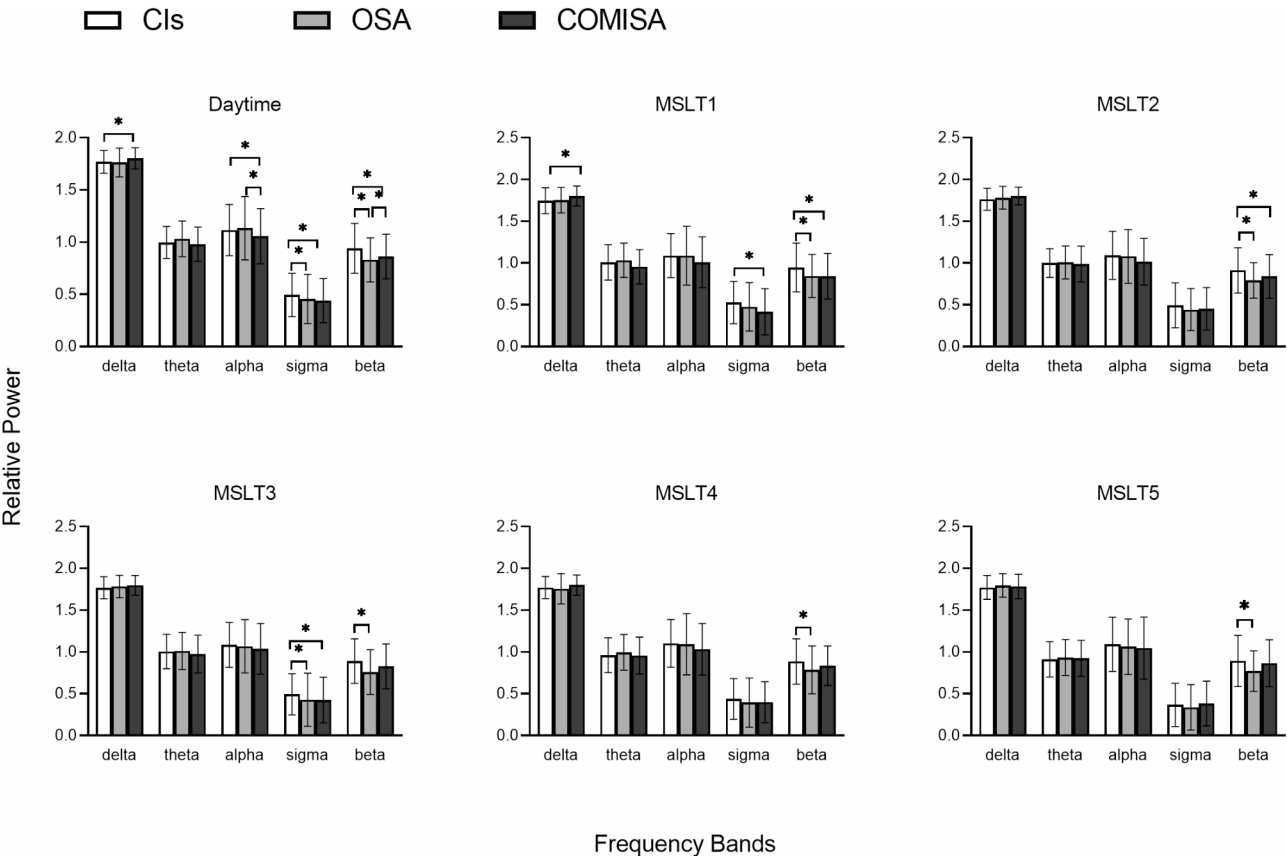 CIs OSA COMISA
Daytime
2.0
1.5
1.0
0.5
0.0
* * * * * * * *
delta theta alpha sigma beta
MSLT1
2.5
2.0
1.5
1.0
0.5
0.0
* * * *
delta theta alpha sigma beta
MSLT2
2.5
2.0
1.5
1.0
0.5
0.0
* *
delta theta alpha sigma beta
MSLT3
2.5
2.0
1.5
1.0
0.5
0.0
* * *
delta theta alpha sigma beta
MSLT4
2.5
2.0
1.5
1.0
0.5
0.0
*
delta theta alpha sigma beta
MSLT5
2.5
2.0
1.5
1.0
0.5
0.0
*
delta theta alpha sigma beta
Relative Power
Frequency Bands